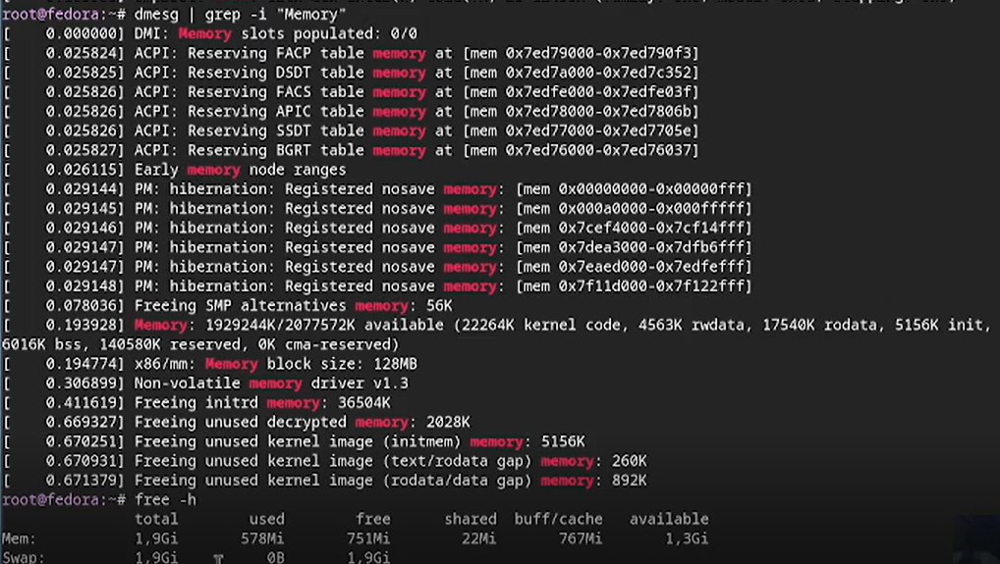 root@fedora:~# dmesg | grep -i "Memory"
[    0.000000] DMI: Memory slots populated: 0/0
[    0.025824] ACPI: Reserving FACP table memory at [mem 0x7ed79000-0x7ed790f3]
[    0.025825] ACPI: Reserving DSDT table memory at [mem 0x7ed7a000-0x7ed7c352]
[    0.025826] ACPI: Reserving FACS table memory at [mem 0x7edfe000-0x7edfe03f]
[    0.025826] ACPI: Reserving APIC table memory at [mem 0x7ed78000-0x7ed7806b]
[    0.025826] ACPI: Reserving SSDT table memory at [mem 0x7ed77000-0x7ed7705e]
[    0.025827] ACPI: Reserving BGRT table memory at [mem 0x7ed76000-0x7ed76037]
[    0.026115] Early memory node ranges
[    0.029144] PM: hibernation: Registered nosave memory: [mem 0x00000000-0x00000fff]
[    0.029145] PM: hibernation: Registered nosave memory: [mem 0x000a0000-0x000fffff]
[    0.029146] PM: hibernation: Registered nosave memory: [mem 0x7cef4000-0x7cf14fff]
[    0.029147] PM: hibernation: Registered nosave memory: [mem 0x7dea3000-0x7dfb6fff]
[    0.029147] PM: hibernation: Registered nosave memory: [mem 0x7eaed000-0x7edfefff]
[    0.029148] PM: hibernation: Registered nosave memory: [mem 0x7f11d000-0x7f122fff]
[    0.078036] Freeing SMP alternatives memory: 56K
[    0.193928] Memory: 1929244K/2077572K available (22264K kernel code, 4563K rwdata, 17540K rodata, 5156K init,
6016K bss, 140580K reserved, 0K cma-reserved)
[    0.194774] x86/mm: Memory block size: 128MB
[    0.306899] Non-volatile memory driver v1.3
[    0.411619] Freeing initrd memory: 36504K
[    0.669327] Freeing unused decrypted memory: 2028K
[    0.670251] Freeing unused kernel image (initmem) memory: 5156K
[    0.670931] Freeing unused kernel image (text/rodata gap) memory: 260K
[    0.671379] Freeing unused kernel image (rodata/data gap) memory: 892K
root@fedora:~# free -h
total used free shared buff/cache available
Mem: 1,9Gi 578Mi 751Mi 22Mi 767Mi 1,3Gi
Swap: 1,9Gi 0B 1,9Gi